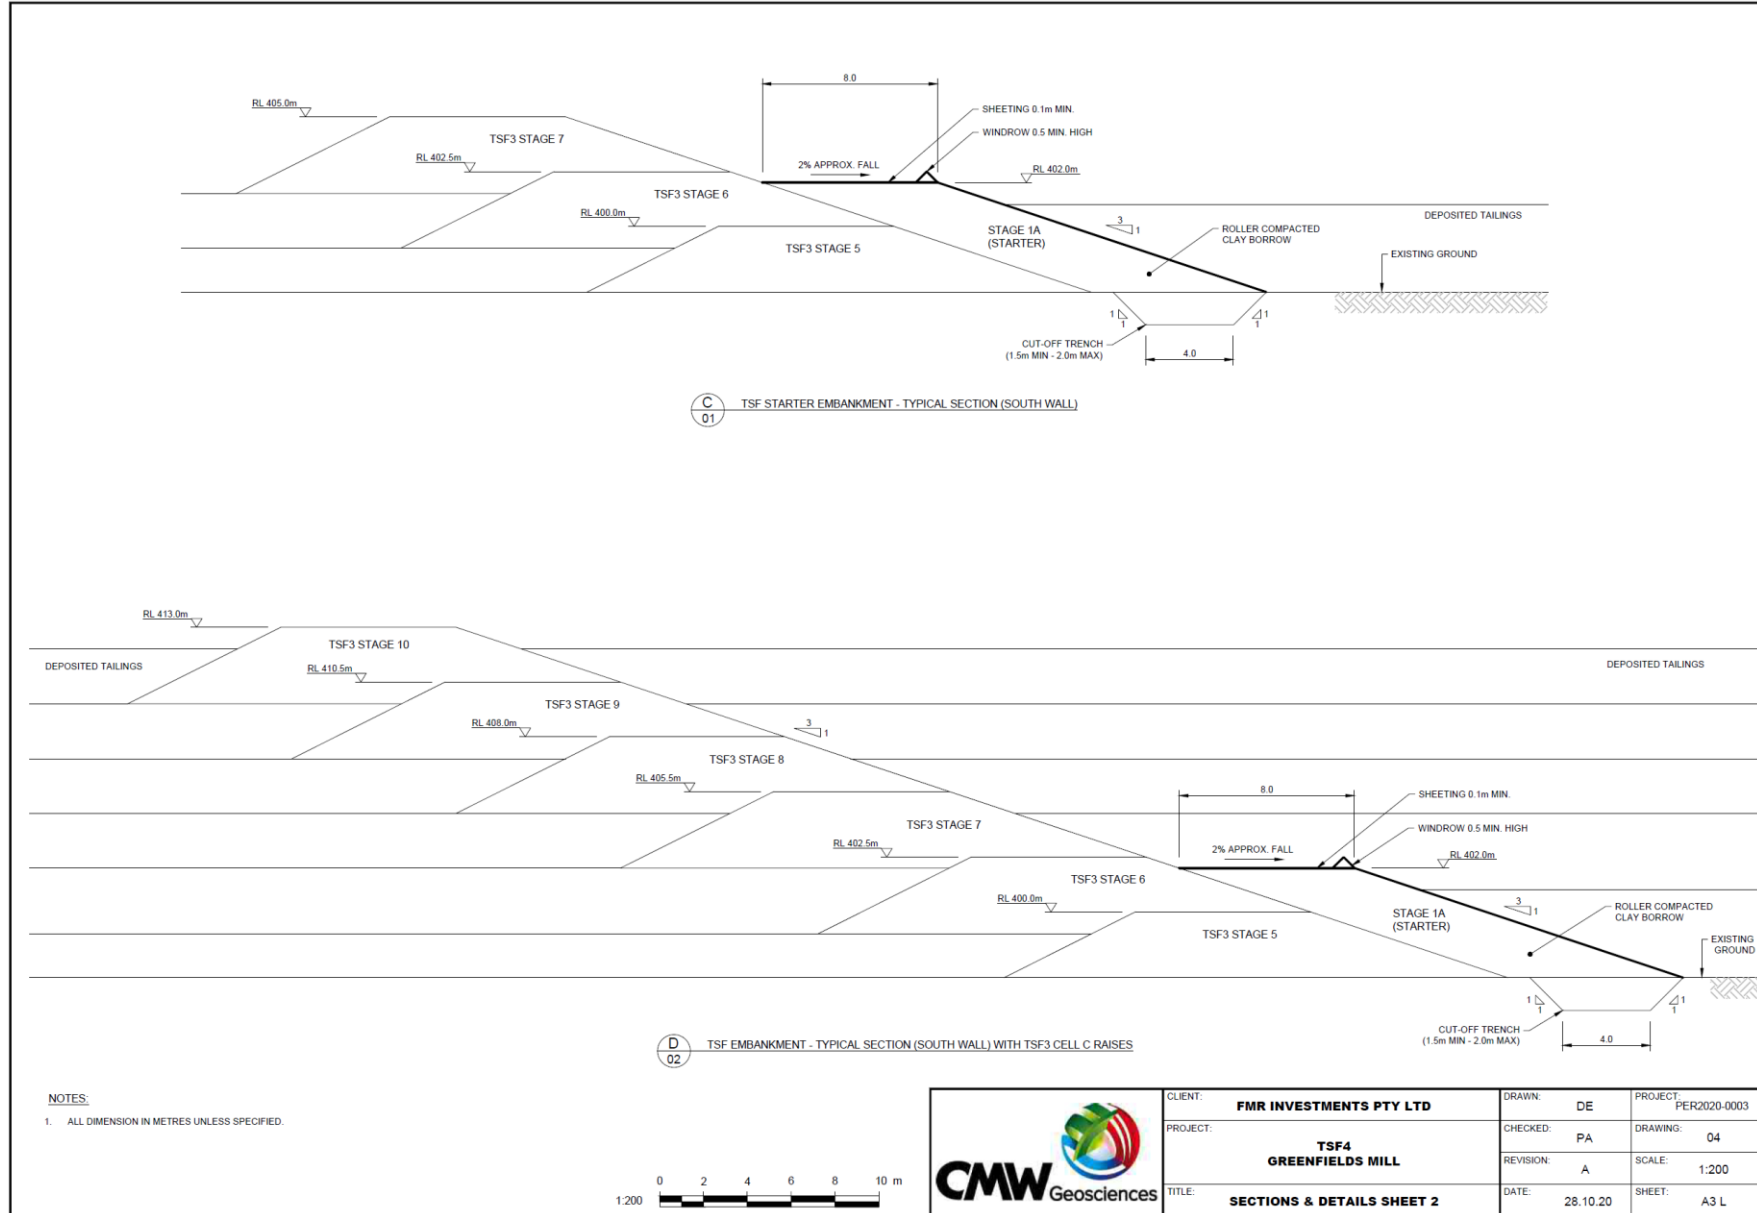 8.0
RL 405.0m
SHEETING 0.1m MIN.
TSF3 STAGE 7
WINDROW 0.5 MIN. HIGH
RL 402.5m
2% APPROX. FALL
RL 402.0m
TSF3 STAGE 6
RL 400.0m
3
1
DEPOSITED TAILINGS
STAGE 1A
(STARTER)
ROLLER COMPACTED
CLAY BORROW
TSF3 STAGE 5
EXISTING GROUND
1
1
1
1
CUT-OFF TRENCH
(1.5m MIN - 2.0m MAX)
4.0
C
01
TSF STARTER EMBANKMENT - TYPICAL SECTION (SOUTH WALL)
RL 413.0m
TSF3 STAGE 10
DEPOSITED TAILINGS
DEPOSITED TAILINGS
RL 410.5m
TSF3 STAGE 9
RL 408.0m
3
1
TSF3 STAGE 8
RL 405.5m
8.0
SHEETING 0.1m MIN.
TSF3 STAGE 7
WINDROW 0.5 MIN. HIGH
RL 402.5m
2% APPROX. FALL
RL 402.0m
TSF3 STAGE 6
RL 400.0m
3
1
STAGE 1A
(STARTER)
ROLLER COMPACTED
CLAY BORROW
TSF3 STAGE 5
EXISTING
GROUND
1
1
1
1
CUT-OFF TRENCH
(1.5m MIN - 2.0m MAX)
4.0
D
02
TSF EMBANKMENT - TYPICAL SECTION (SOUTH WALL) WITH TSF3 CELL C RAISES
NOTES:
1. ALL DIMENSION IN METRES UNLESS SPECIFIED.
1:200
0 2 4 6 8 10 m
CMW Geosciences
CLIENT:
FMR INVESTMENTS PTY LTD
PROJECT:
TSF4
GREENFIELDS MILL
TITLE:
SECTIONS & DETAILS SHEET 2
DRAWN:
DE
PROJECT:
PER2020-0003
CHECKED:
PA
DRAWING:
04
REVISION:
A
SCALE:
1:200
DATE:
28.10.20
SHEET:
A3 L